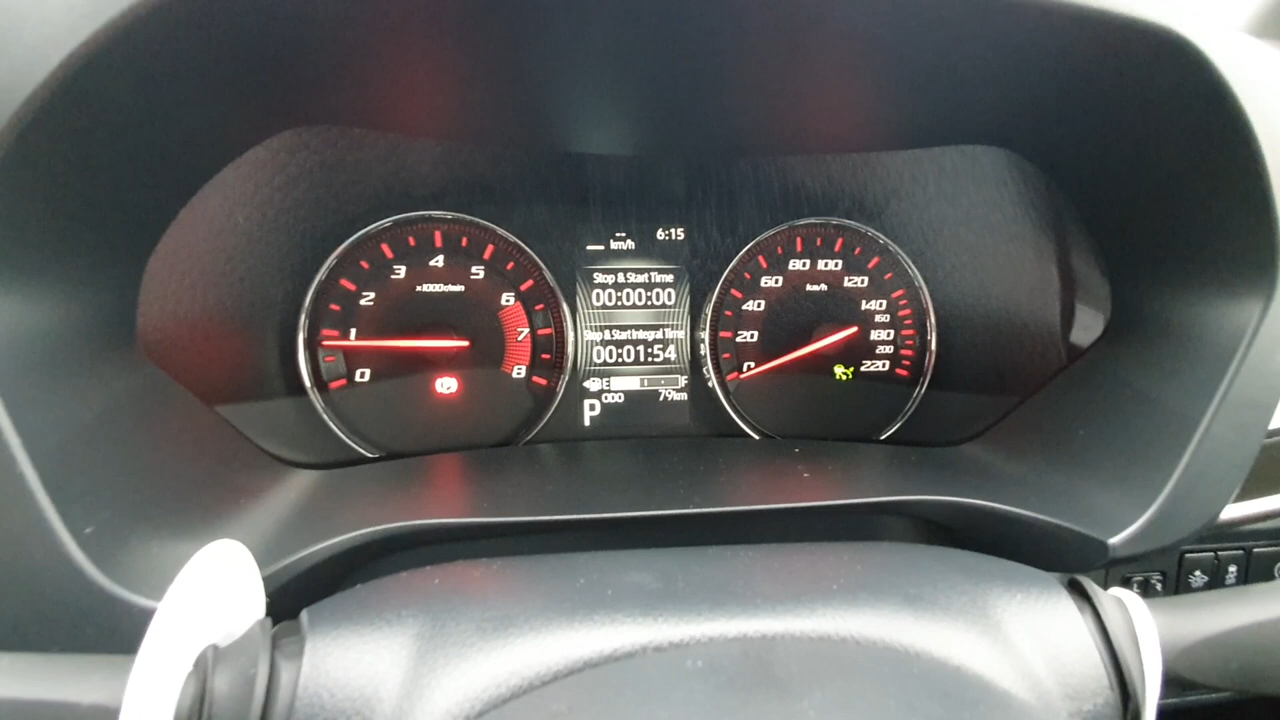 0
1
2
3
4
5
6
7
8
x1000r/min
--
km/h
6:15
Stop & Start Time
00:00:00
Stop & Start Integral Time
00:01:54
E
F
ODO
79km
P
0
20
40
60
80
100
120
140
160
180
200
220
km/h